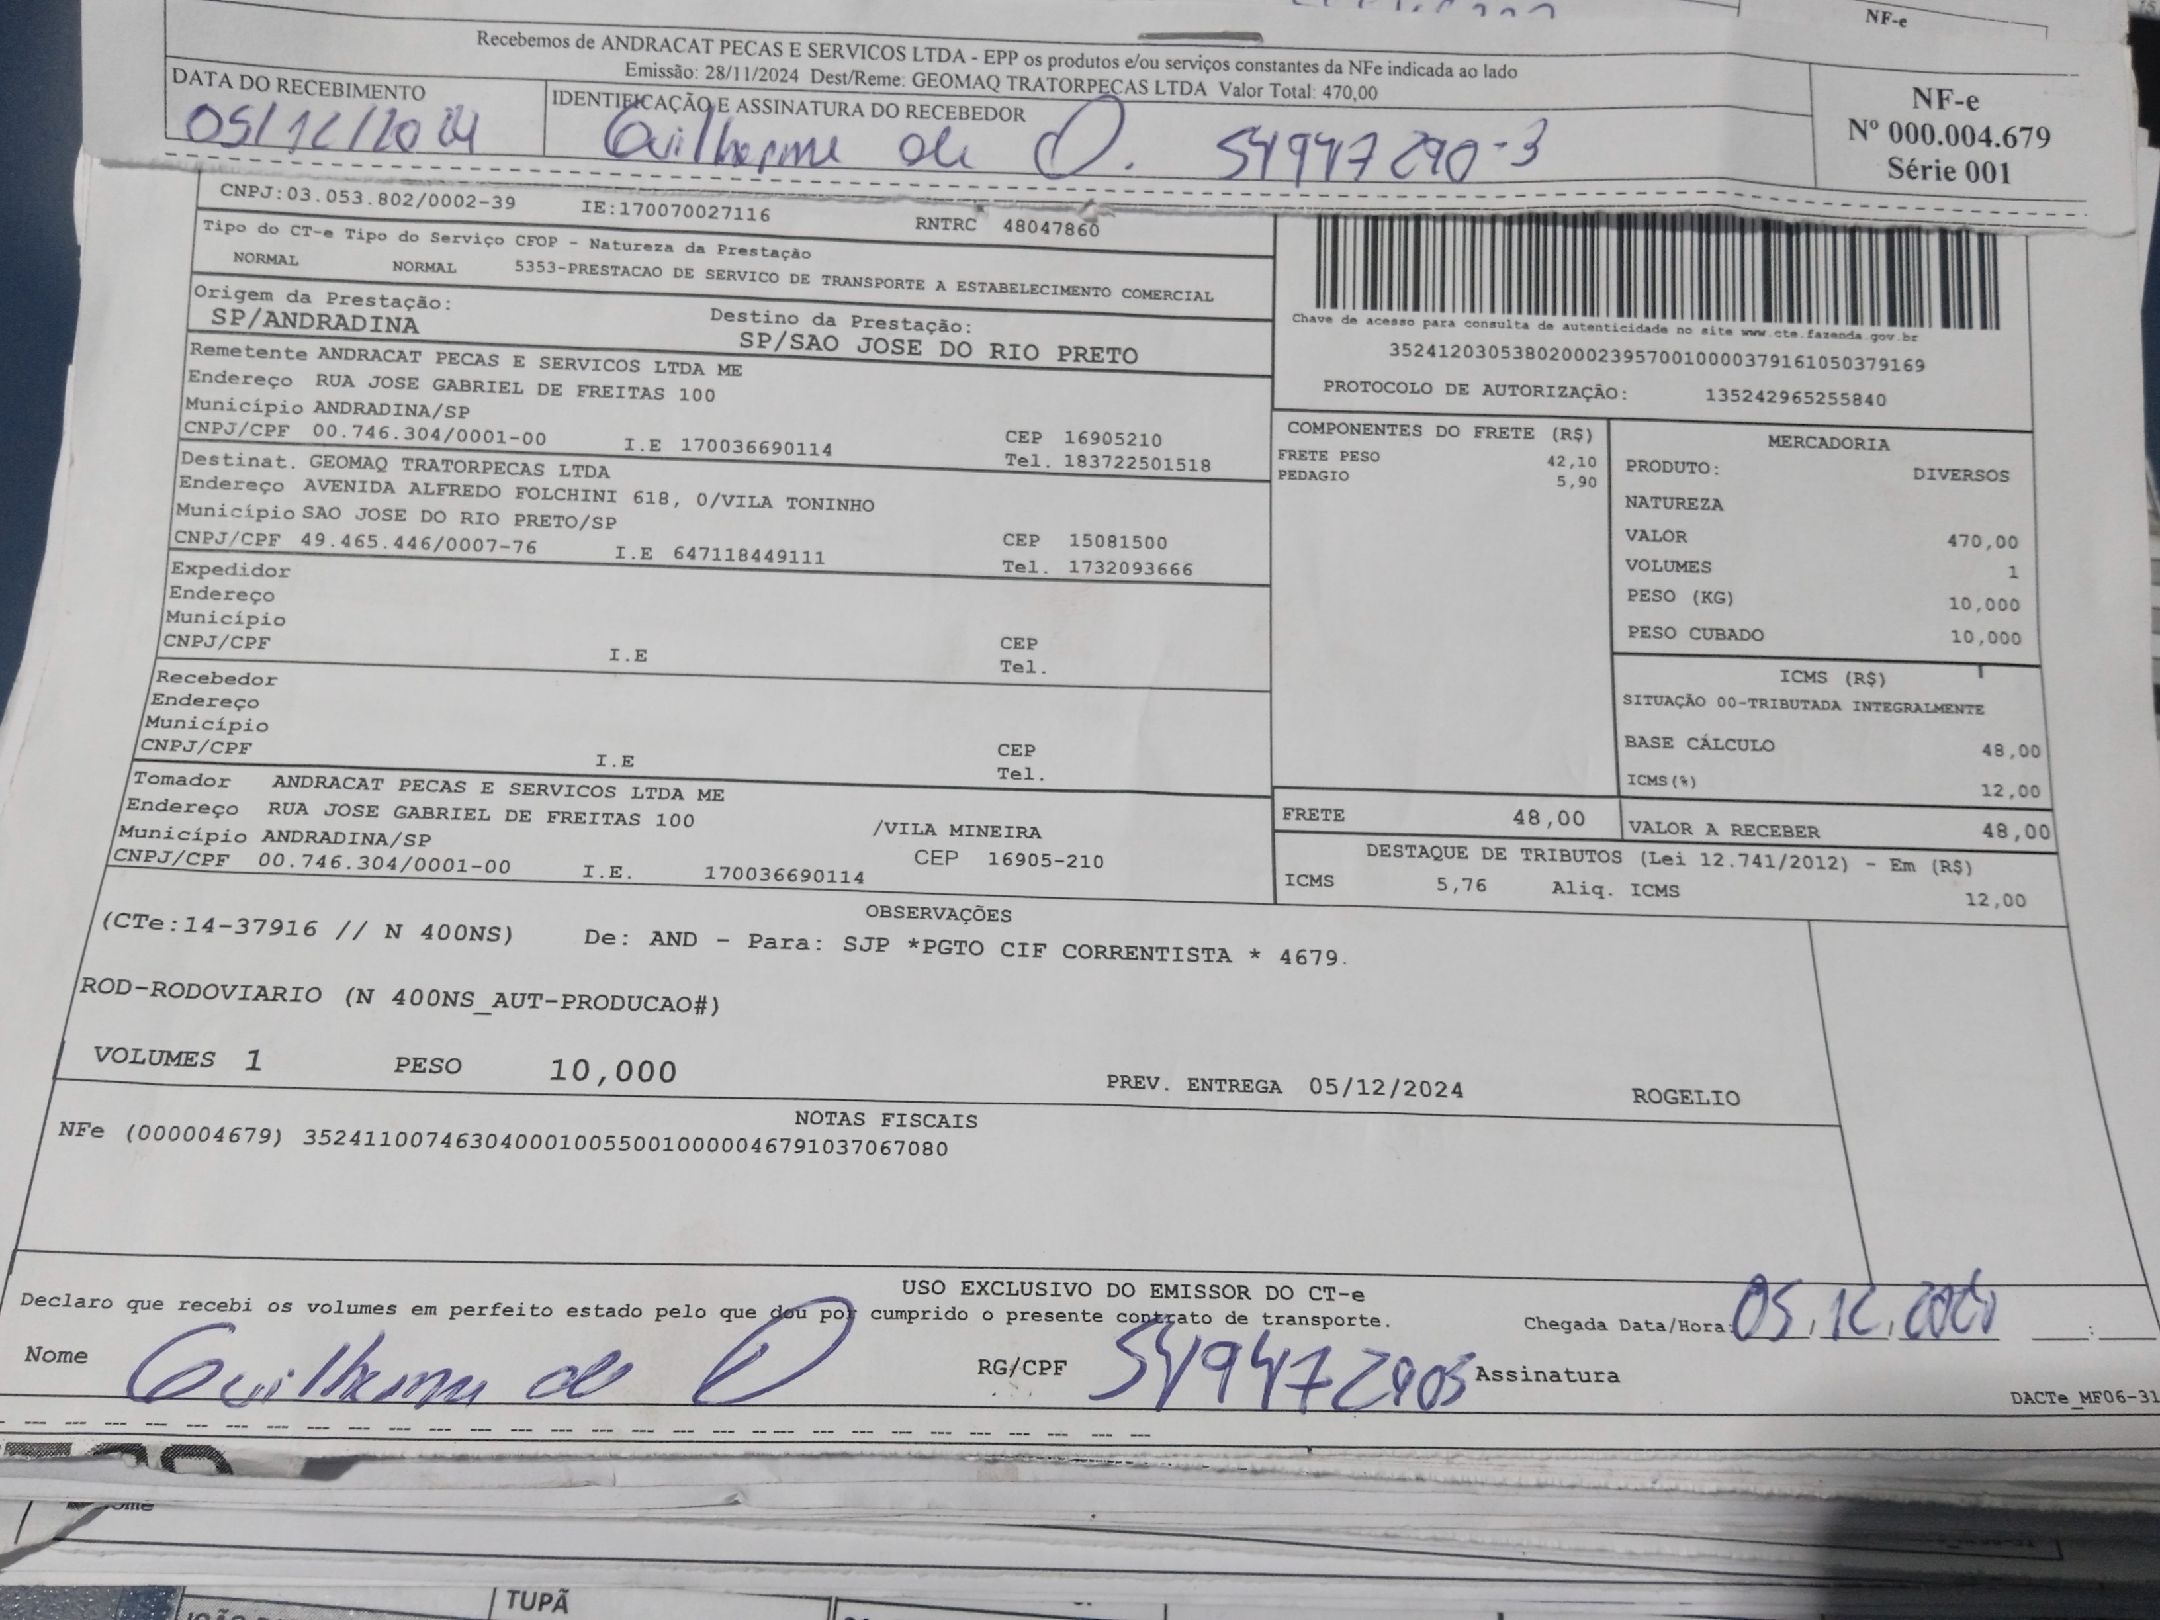 NF-e
Recebemos de ANDRACAT PECAS E SERVICOS LTDA - EPP os produtos e/ou serviços constantes da NFe indicada ao lado
Emissão: 28/11/2024 Dest/Reme: GEOMAQ TRATORPECAS LTDA Valor Total: 470,00
DATA DO RECEBIMENTO
05/12/2024
IDENTIFICAÇÃO E ASSINATURA DO RECEBEDOR
Guilherme de O. 54947290-3
NF-e
Nº 000.004.679
Série 001
CNPJ:03.053.802/0002-39 IE:170070027116 RNTRC 48047860
Tipo do CT-e Tipo do Serviço CFOP - Natureza da Prestação
NORMAL NORMAL 5353-PRESTACAO DE SERVICO DE TRANSPORTE A ESTABELECIMENTO COMERCIAL
Origem da Prestação: Destino da Prestação:
SP/ANDRADINA SP/SAO JOSE DO RIO PRETO
Remetente ANDRACAT PECAS E SERVICOS LTDA ME
Endereço RUA JOSE GABRIEL DE FREITAS 100
Município ANDRADINA/SP CEP 16905210
CNPJ/CPF 00.746.304/0001-00 I.E 170036690114 Tel. 183722501518
Destinat. GEOMAQ TRATORPECAS LTDA
Endereço AVENIDA ALFREDO FOLCHINI 618, 0/VILA TONINHO
Município SAO JOSE DO RIO PRETO/SP CEP 15081500
CNPJ/CPF 49.465.446/0007-76 I.E 647118449111 Tel. 1732093666
Expedidor
Endereço
Município CEP
CNPJ/CPF I.E Tel.
Recebedor
Endereço
Município CEP
CNPJ/CPF I.E Tel.
Tomador ANDRACAT PECAS E SERVICOS LTDA ME
Endereço RUA JOSE GABRIEL DE FREITAS 100 /VILA MINEIRA
Município ANDRADINA/SP CEP 16905-210
CNPJ/CPF 00.746.304/0001-00 I.E. 170036690114
Chave de acesso para consulta de autenticidade no site www.cte.fazenda.gov.br
35241203053802000239570010000379161050379169
PROTOCOLO DE AUTORIZAÇÃO: 135242965255840
COMPONENTES DO FRETE (R$)
FRETE PESO 42,10
PEDAGIO 5,90
MERCADORIA
PRODUTO: DIVERSOS
NATUREZA
VALOR 470,00
VOLUMES 1
PESO (KG) 10,000
PESO CUBADO 10,000
ICMS (R$)
SITUAÇÃO 00-TRIBUTADA INTEGRALMENTE
BASE CÁLCULO 48,00
ICMS(%) 12,00
FRETE 48,00 VALOR A RECEBER 48,00
DESTAQUE DE TRIBUTOS (Lei 12.741/2012) - Em (R$)
ICMS 5,76 Aliq. ICMS 12,00
OBSERVAÇÕES
(CTe:14-37916 // N 400NS) De: AND - Para: SJP *PGTO CIF CORRENTISTA * 4679.
ROD-RODOVIARIO (N 400NS_AUT-PRODUCAO#)
VOLUMES 1 PESO 10,000 PREV. ENTREGA 05/12/2024 ROGELIO
NOTAS FISCAIS
NFe (000004679) 35241100746304000100550010000046791037067080
USO EXCLUSIVO DO EMISSOR DO CT-e
Declaro que recebi os volumes em perfeito estado pelo que dou por cumprido o presente contrato de transporte. Chegada Data/Hora: 05.12.2024 :
Nome Guilherme de O RG/CPF 549472903 Assinatura
DACTe_MF06-31
TUPÃ